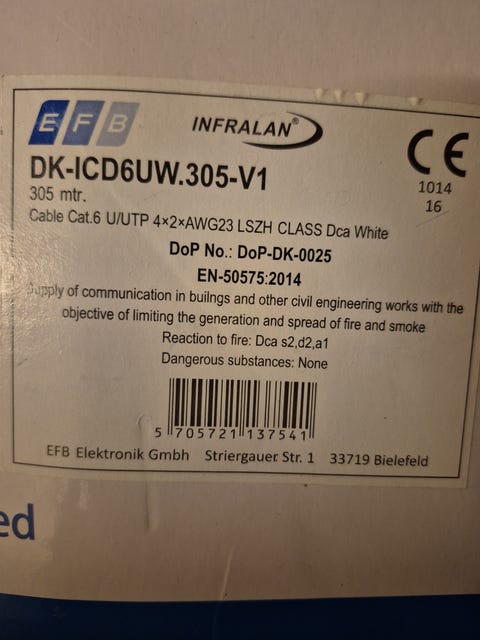 EFB
INFRALAN®
DK-ICD6UW.305-V1
305 mtr.
1014
16
Cable Cat.6 U/UTP 4×2×AWG23 LSZH CLASS Dca White
DoP No.: DoP-DK-0025
EN-50575:2014
Supply of communication in builngs and other civil engineering works with the
objective of limiting the generation and spread of fire and smoke
Reaction to fire: Dca s2,d2,a1
Dangerous substances: None
5 705721 137541
EFB Elektronik Gmbh Striergauer. Str. 1 33719 Bielefeld
ed